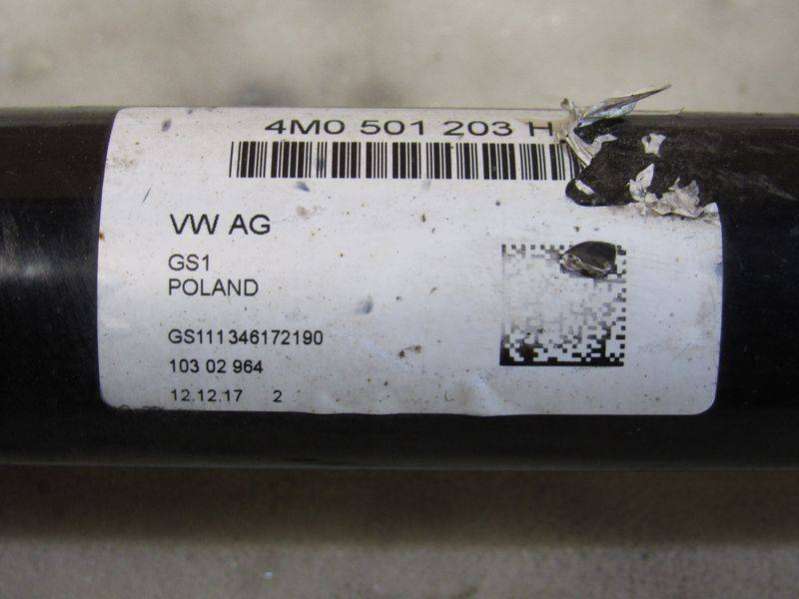 4M0 501 203 H
VW AG
GS1
POLAND
GS111346172190
103 02 964
12.12.17 2